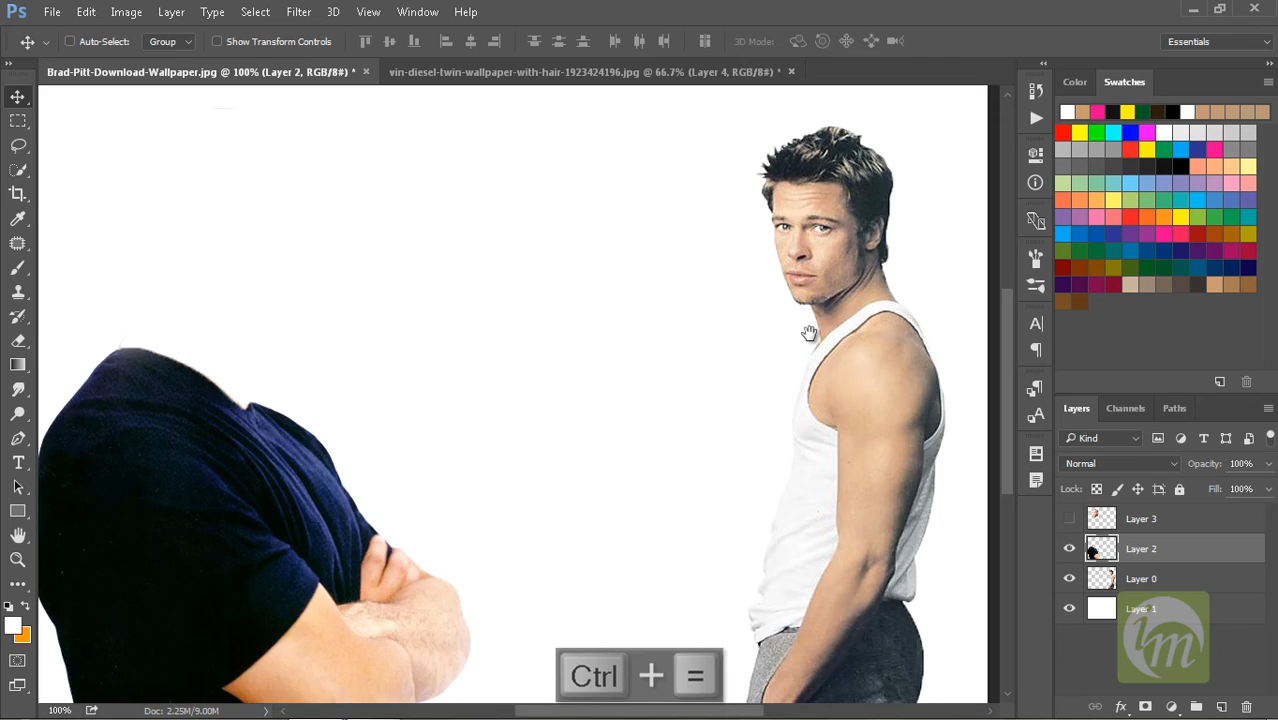 Ps File Edit Image Layer Type Select Filter 3D View Window Help
Auto-Select: Group Show Transform Controls 3D Mode: Essentials
Brad-Pitt-Download-Wallpaper.jpg @ 100% (Layer 2, RGB/8#) * × vin-diesel-twin-wallpaper-with-hair-1923424196.jpg @ 66.7% (Layer 4, RGB/8#) * ×
Color Swatches
Layers Channels Paths
Kind
Normal Opacity: 100%
Lock: Fill: 100%
Layer 3
Layer 2
Layer 0
Layer 1
lm
Ctrl + =
100% Doc: 2.25M/9.00M